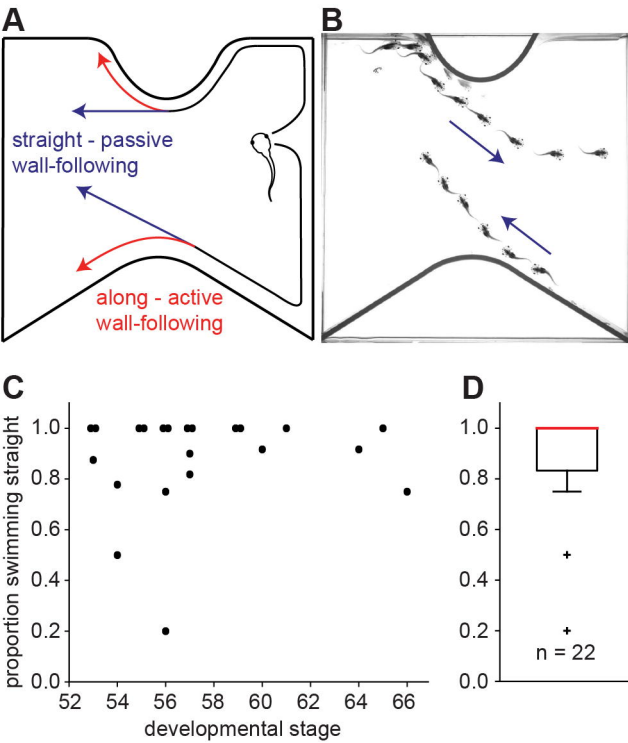 A
straight - passive
wall-following
along - active
wall-following
B
C
proportion swimming straight
1.0
0.8
0.6
0.4
0.2
0.0
52
54
56
58
60
62
64
66
developmental stage
D
1.0
0.8
0.6
0.4
0.2
0.0
n = 22